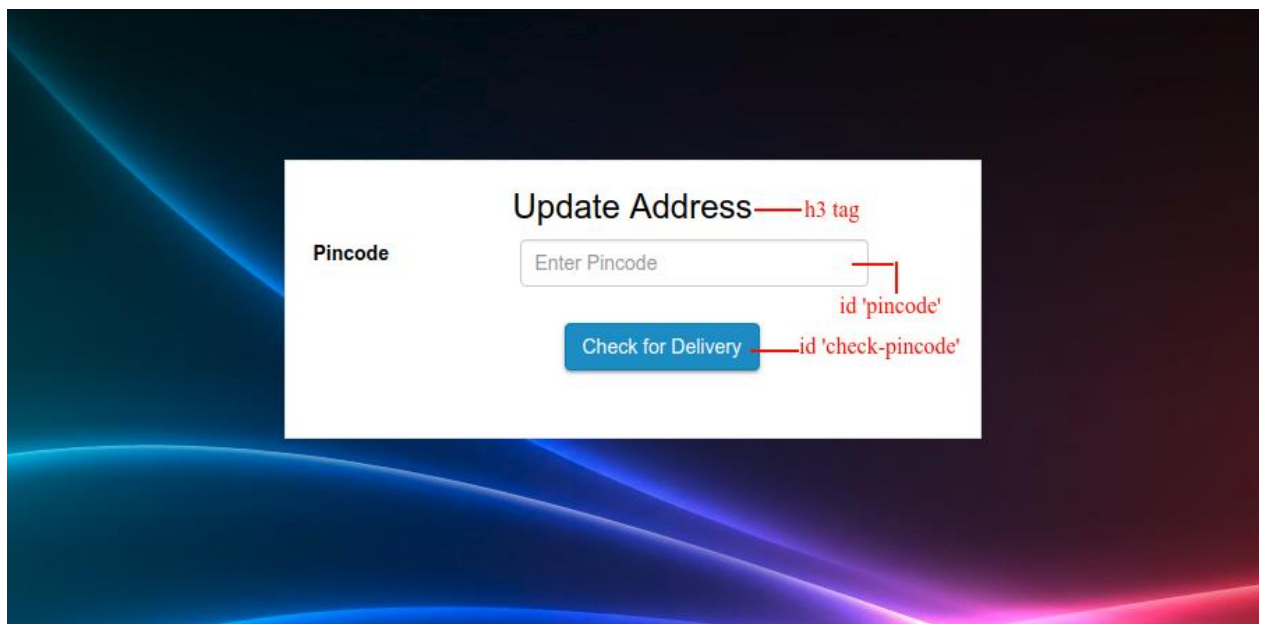 Update Address h3 tag
Pincode Enter Pincode
id 'pincode'
Check for Delivery id 'check-pincode'